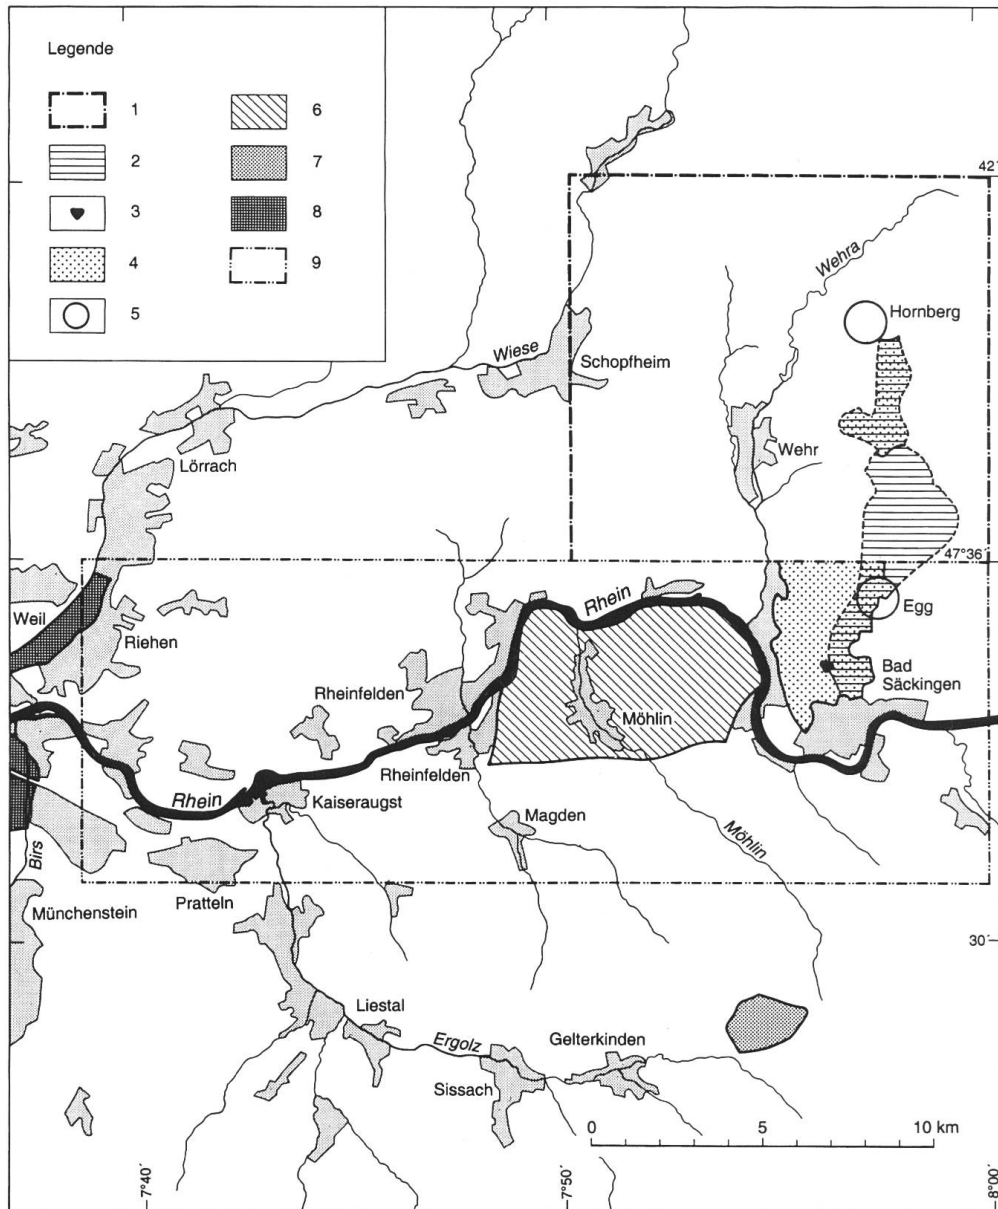 Legende
1
2
3
4
5
6
7
8
9
42´
Wehra
Hornberg
Wiese
Schopfheim
Wehr
Lörrach
47°36´
Weil
Riehen
Rhein
Egg
Bad
Säckingen
Rheinfelden
Möhlin
Rheinfelden
Rhein
Kaiseraugst
Magden
Möhlin
Birs
Pratteln
Münchenstein
30´
Liestal
Ergolz
Gelterkinden
Sissach
0 5 10 km
7°40´
7°50´
8°00´